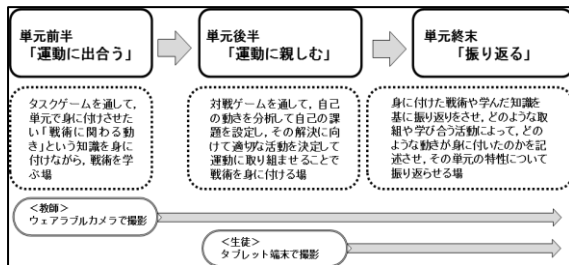 単元前半
「運動に出合う」
単元後半
「運動に親しむ」
単元終末
「振り返る」
タスクゲームを通して，
単元で身に付けさせた
い「戦術に関わる動
き」という知識を身
に付けながら，戦術を学
ぶ場
対戦ゲームを通して，自己
の動きを分析して自己の課
題を設定し，その解決に向
けて適切な活動を決定して
運動に取り組ませることで
戦術を身に付ける場
身に付けた戦術や学んだ知識を
基に振り返りをさせ，どのような取
組や学び合う活動によって，どの
ような動きが身に付いたのかを記
述させ，その単元の特性について
振り返らせる場
＜教師＞
ウェアラブルカメラで撮影
＜生徒＞
タブレット端末で撮影